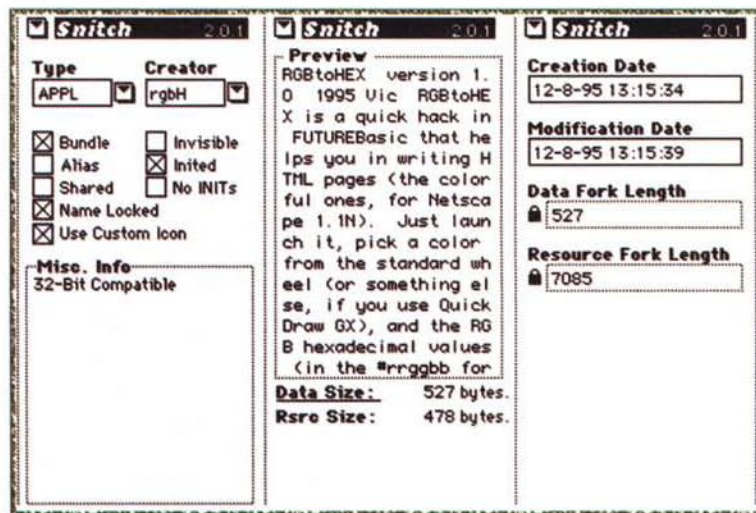 Snitch 2.0.1
Type Creator
APPL rgbH
Bundle Invisible
Alias Inited
Shared No INITs
Name Locked
Use Custom Icon
Misc. Info
32-Bit Compatible
Snitch 2.0.1
Preview
RGBtoHEX version 1.
0 1995 Vic RGBtoHE
X is a quick hack in
FUTUREBasic that he
lps you in writing H
TML pages (the color
ful ones, for Netsca
pe 1.1N). Just laun
ch it, pick a color
from the standard wh
eel (or something el
se, if you use Quick
Draw GX), and the RG
B hexadecimal values
(in the #rrggbb for
Data Size: 527 bytes.
Rsrc Size: 478 bytes.
Snitch 2.0.1
Creation Date
12-8-95 13:15:34
Modification Date
12-8-95 13:15:39
Data Fork Length
527
Resource Fork Length
7085